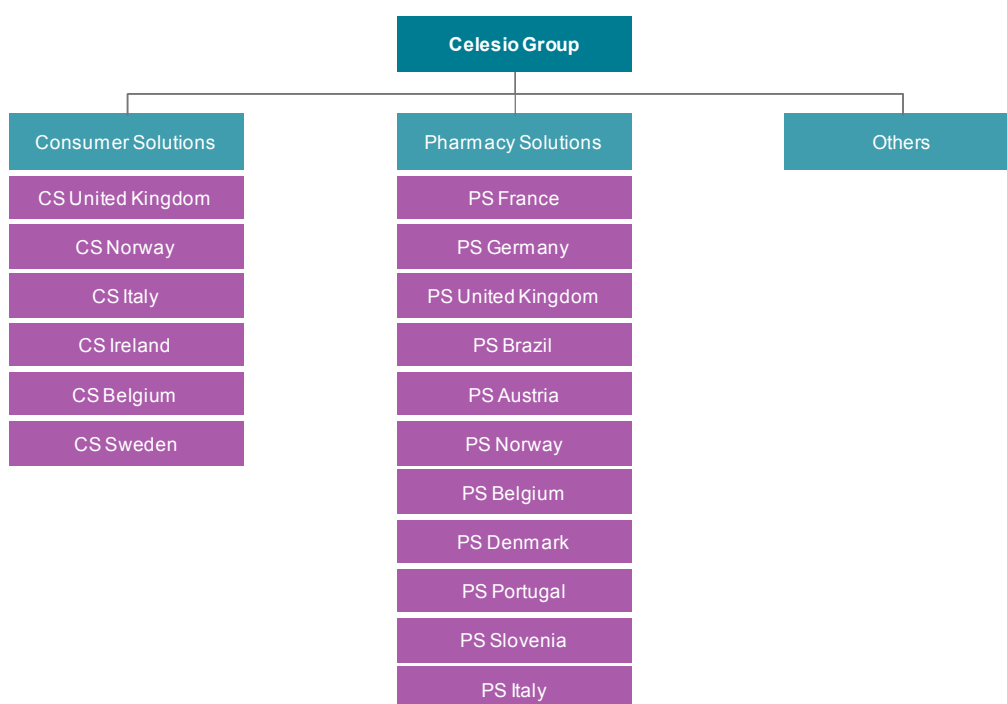 Celesio Group
Consumer Solutions
Pharmacy Solutions
Others
CS United Kingdom
CS Norway
CS Italy
CS Ireland
CS Belgium
CS Sweden
PS France
PS Germany
PS United Kingdom
PS Brazil
PS Austria
PS Norway
PS Belgium
PS Denmark
PS Portugal
PS Slovenia
PS Italy